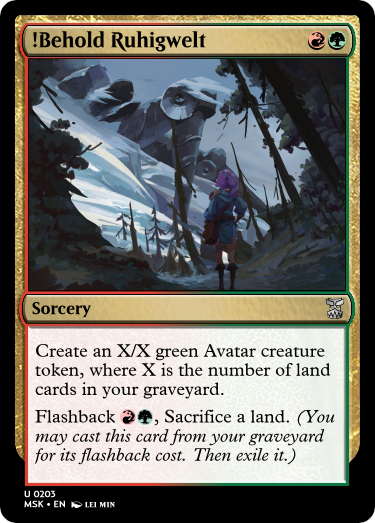 !Behold Ruhigwelt
Sorcery
Create an X/X green Avatar creature
token, where X is the number of land
cards in your graveyard.
Flashback , Sacrifice a land. (You
may cast this card from your graveyard
for its flashback cost. Then exile it.)
U 0203
MSK • EN LEI MIN